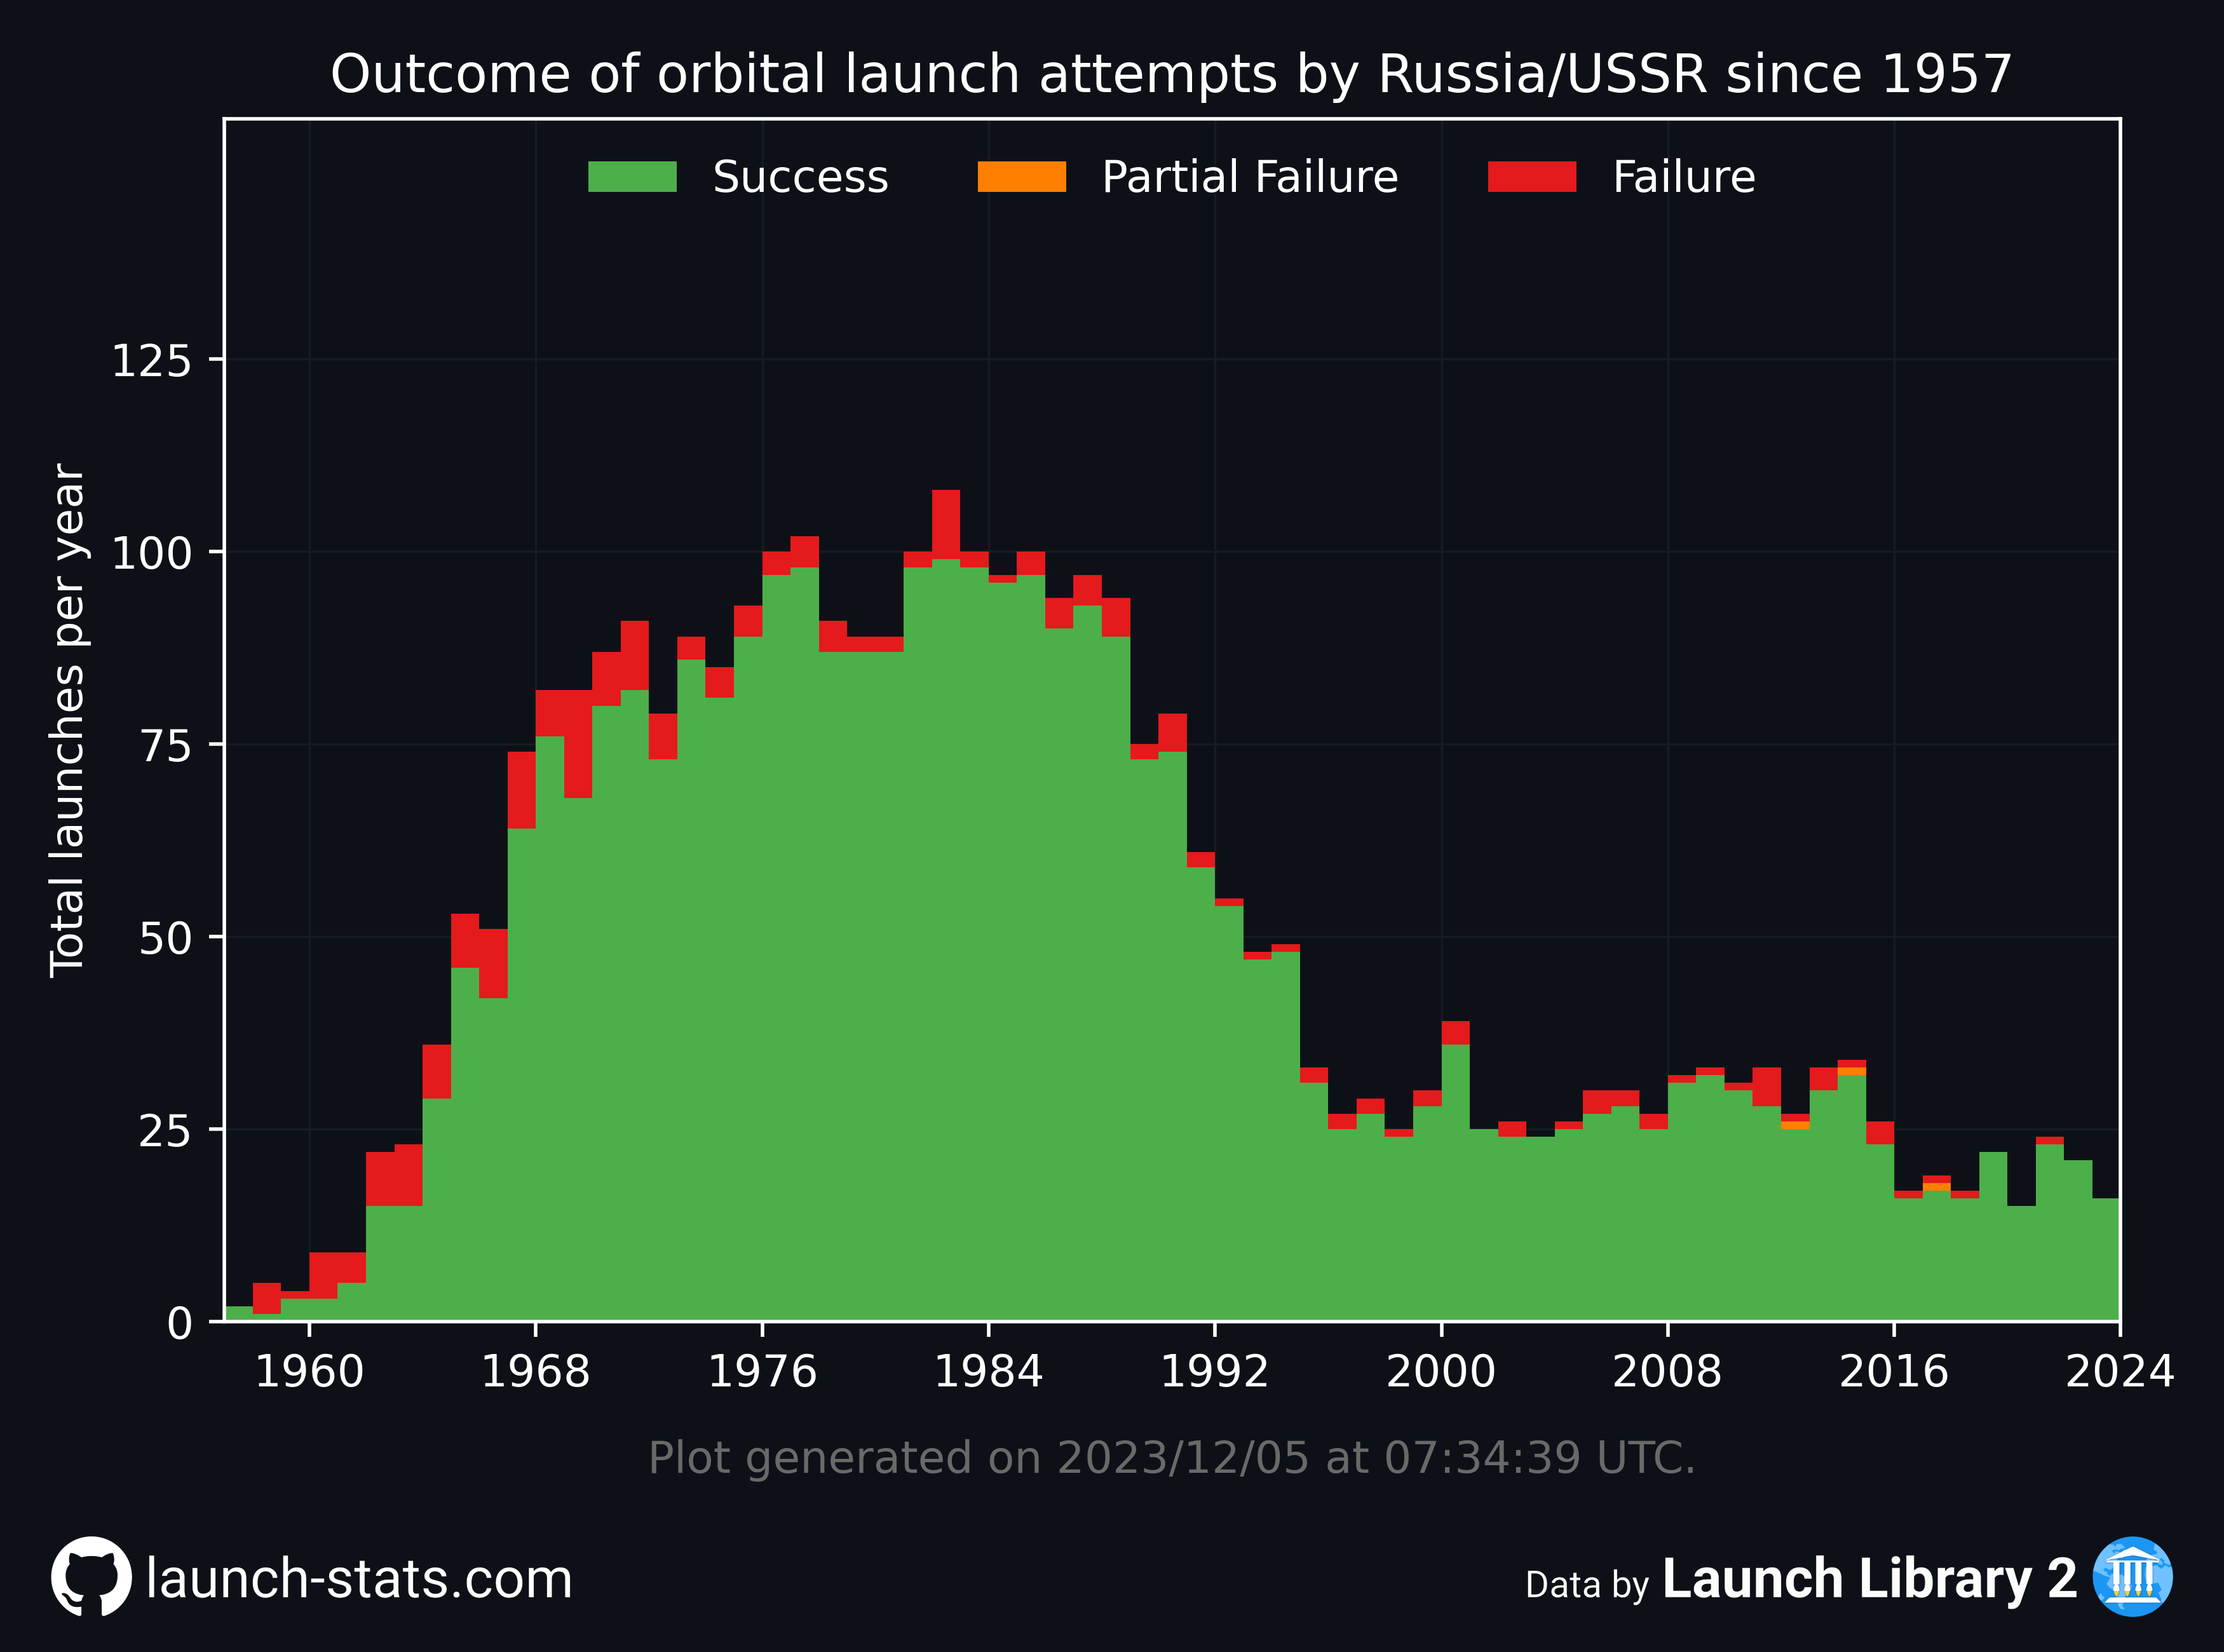 Outcome of orbital launch attempts by Russia/USSR since 1957
Success Partial Failure Failure
Total launches per year
125
100
75
50
25
0
1960 1968 1976 1984 1992 2000 2008 2016 2024
Plot generated on 2023/12/05 at 07:34:39 UTC.
launch-stats.com
Data by Launch Library 2